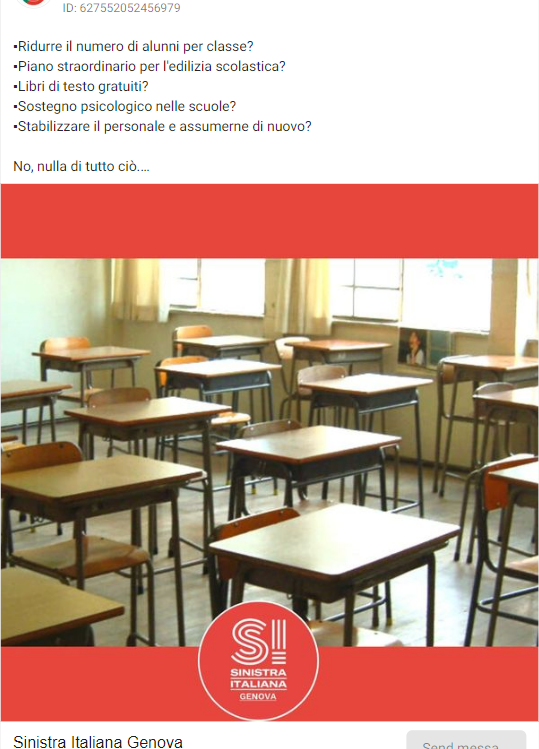 ID: 627552052456979
▪Ridurre il numero di alunni per classe?
▪Piano straordinario per l'edilizia scolastica?
▪Libri di testo gratuiti?
▪Sostegno psicologico nelle scuole?
▪Stabilizzare il personale e assumerne di nuovo?
No, nulla di tutto ciò....
SI
SINISTRA
ITALIANA
GENOVA
Sinistra Italiana Genova
Send messa...